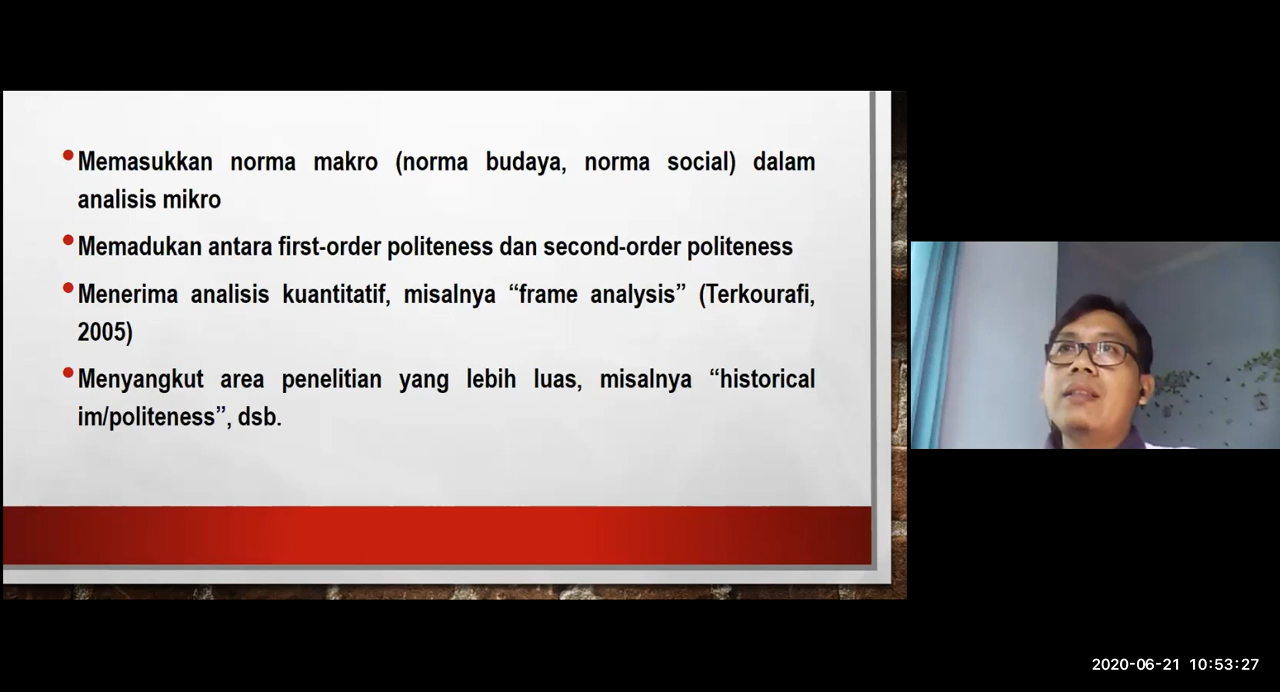 •Memasukkan norma makro (norma budaya, norma social) dalam
analisis mikro
•Memadukan antara first-order politeness dan second-order politeness
•Menerima analisis kuantitatif, misalnya “frame analysis” (Terkourafi,
2005)
•Menyangkut area penelitian yang lebih luas, misalnya “historical
im/politeness”, dsb.
2020-06-21 10:53:27